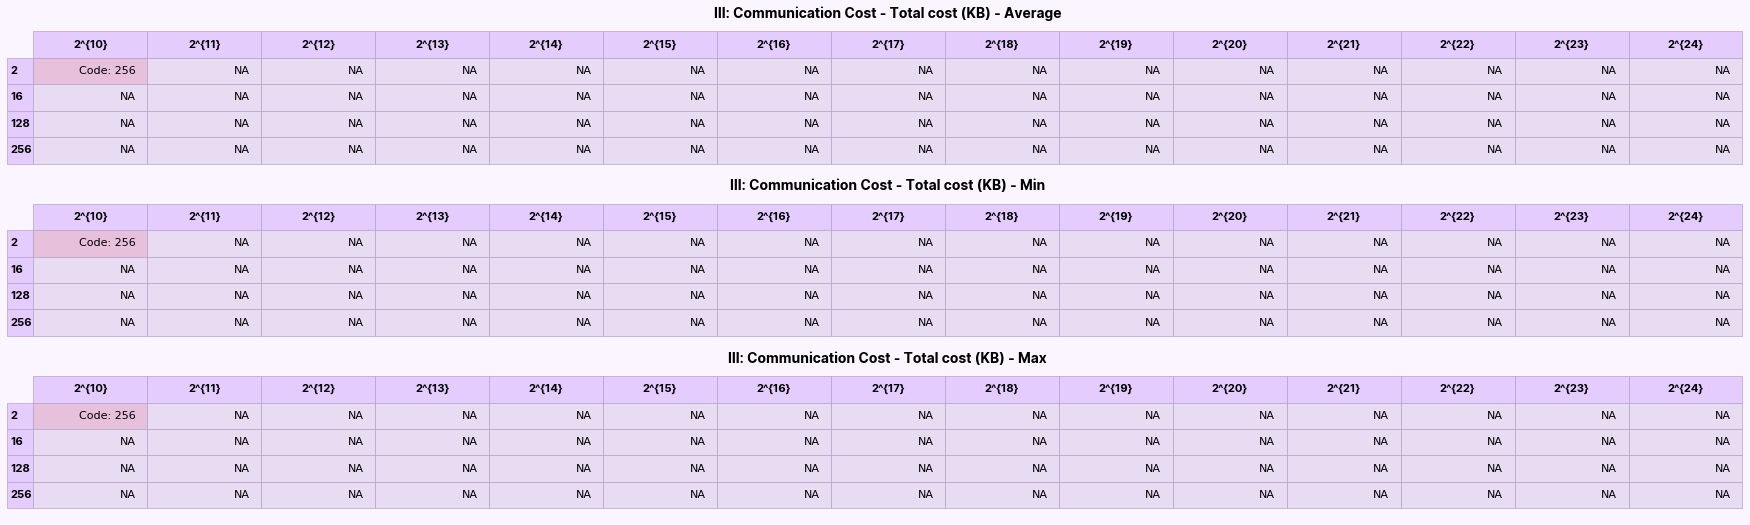 III: Communication Cost - Total cost (KB) - Average
2^{10} 2^{11} 2^{12} 2^{13} 2^{14} 2^{15} 2^{16} 2^{17} 2^{18} 2^{19} 2^{20} 2^{21} 2^{22} 2^{23} 2^{24}
2 Code: 256 NA NA NA NA NA NA NA NA NA NA NA NA NA NA
16 NA NA NA NA NA NA NA NA NA NA NA NA NA NA NA
128 NA NA NA NA NA NA NA NA NA NA NA NA NA NA NA
256 NA NA NA NA NA NA NA NA NA NA NA NA NA NA NA
III: Communication Cost - Total cost (KB) - Min
2^{10} 2^{11} 2^{12} 2^{13} 2^{14} 2^{15} 2^{16} 2^{17} 2^{18} 2^{19} 2^{20} 2^{21} 2^{22} 2^{23} 2^{24}
2 Code: 256 NA NA NA NA NA NA NA NA NA NA NA NA NA NA
16 NA NA NA NA NA NA NA NA NA NA NA NA NA NA NA
128 NA NA NA NA NA NA NA NA NA NA NA NA NA NA NA
256 NA NA NA NA NA NA NA NA NA NA NA NA NA NA NA
III: Communication Cost - Total cost (KB) - Max
2^{10} 2^{11} 2^{12} 2^{13} 2^{14} 2^{15} 2^{16} 2^{17} 2^{18} 2^{19} 2^{20} 2^{21} 2^{22} 2^{23} 2^{24}
2 Code: 256 NA NA NA NA NA NA NA NA NA NA NA NA NA NA
16 NA NA NA NA NA NA NA NA NA NA NA NA NA NA NA
128 NA NA NA NA NA NA NA NA NA NA NA NA NA NA NA
256 NA NA NA NA NA NA NA NA NA NA NA NA NA NA NA